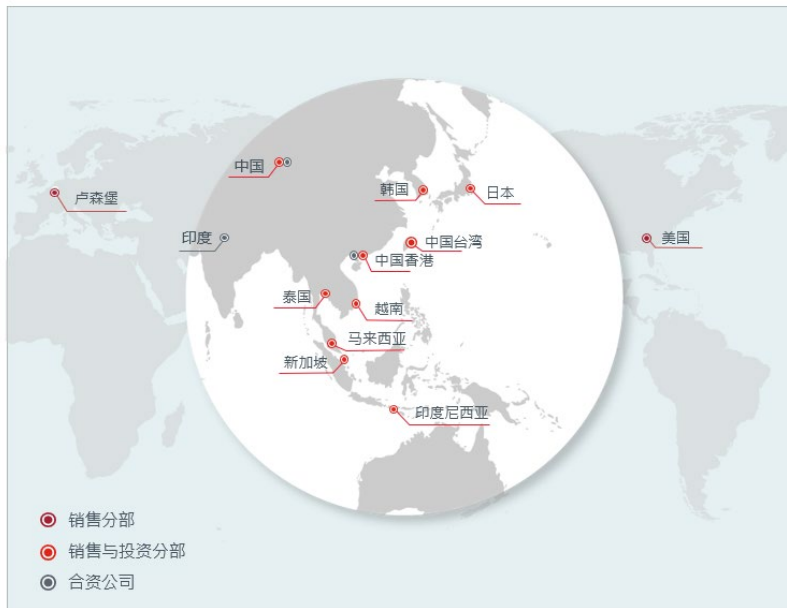 中国
卢森堡
韩国
日本
印度
中国台湾
美国
中国香港
泰国
越南
马来西亚
新加坡
印度尼西亚
销售分部
销售与投资分部
合资公司